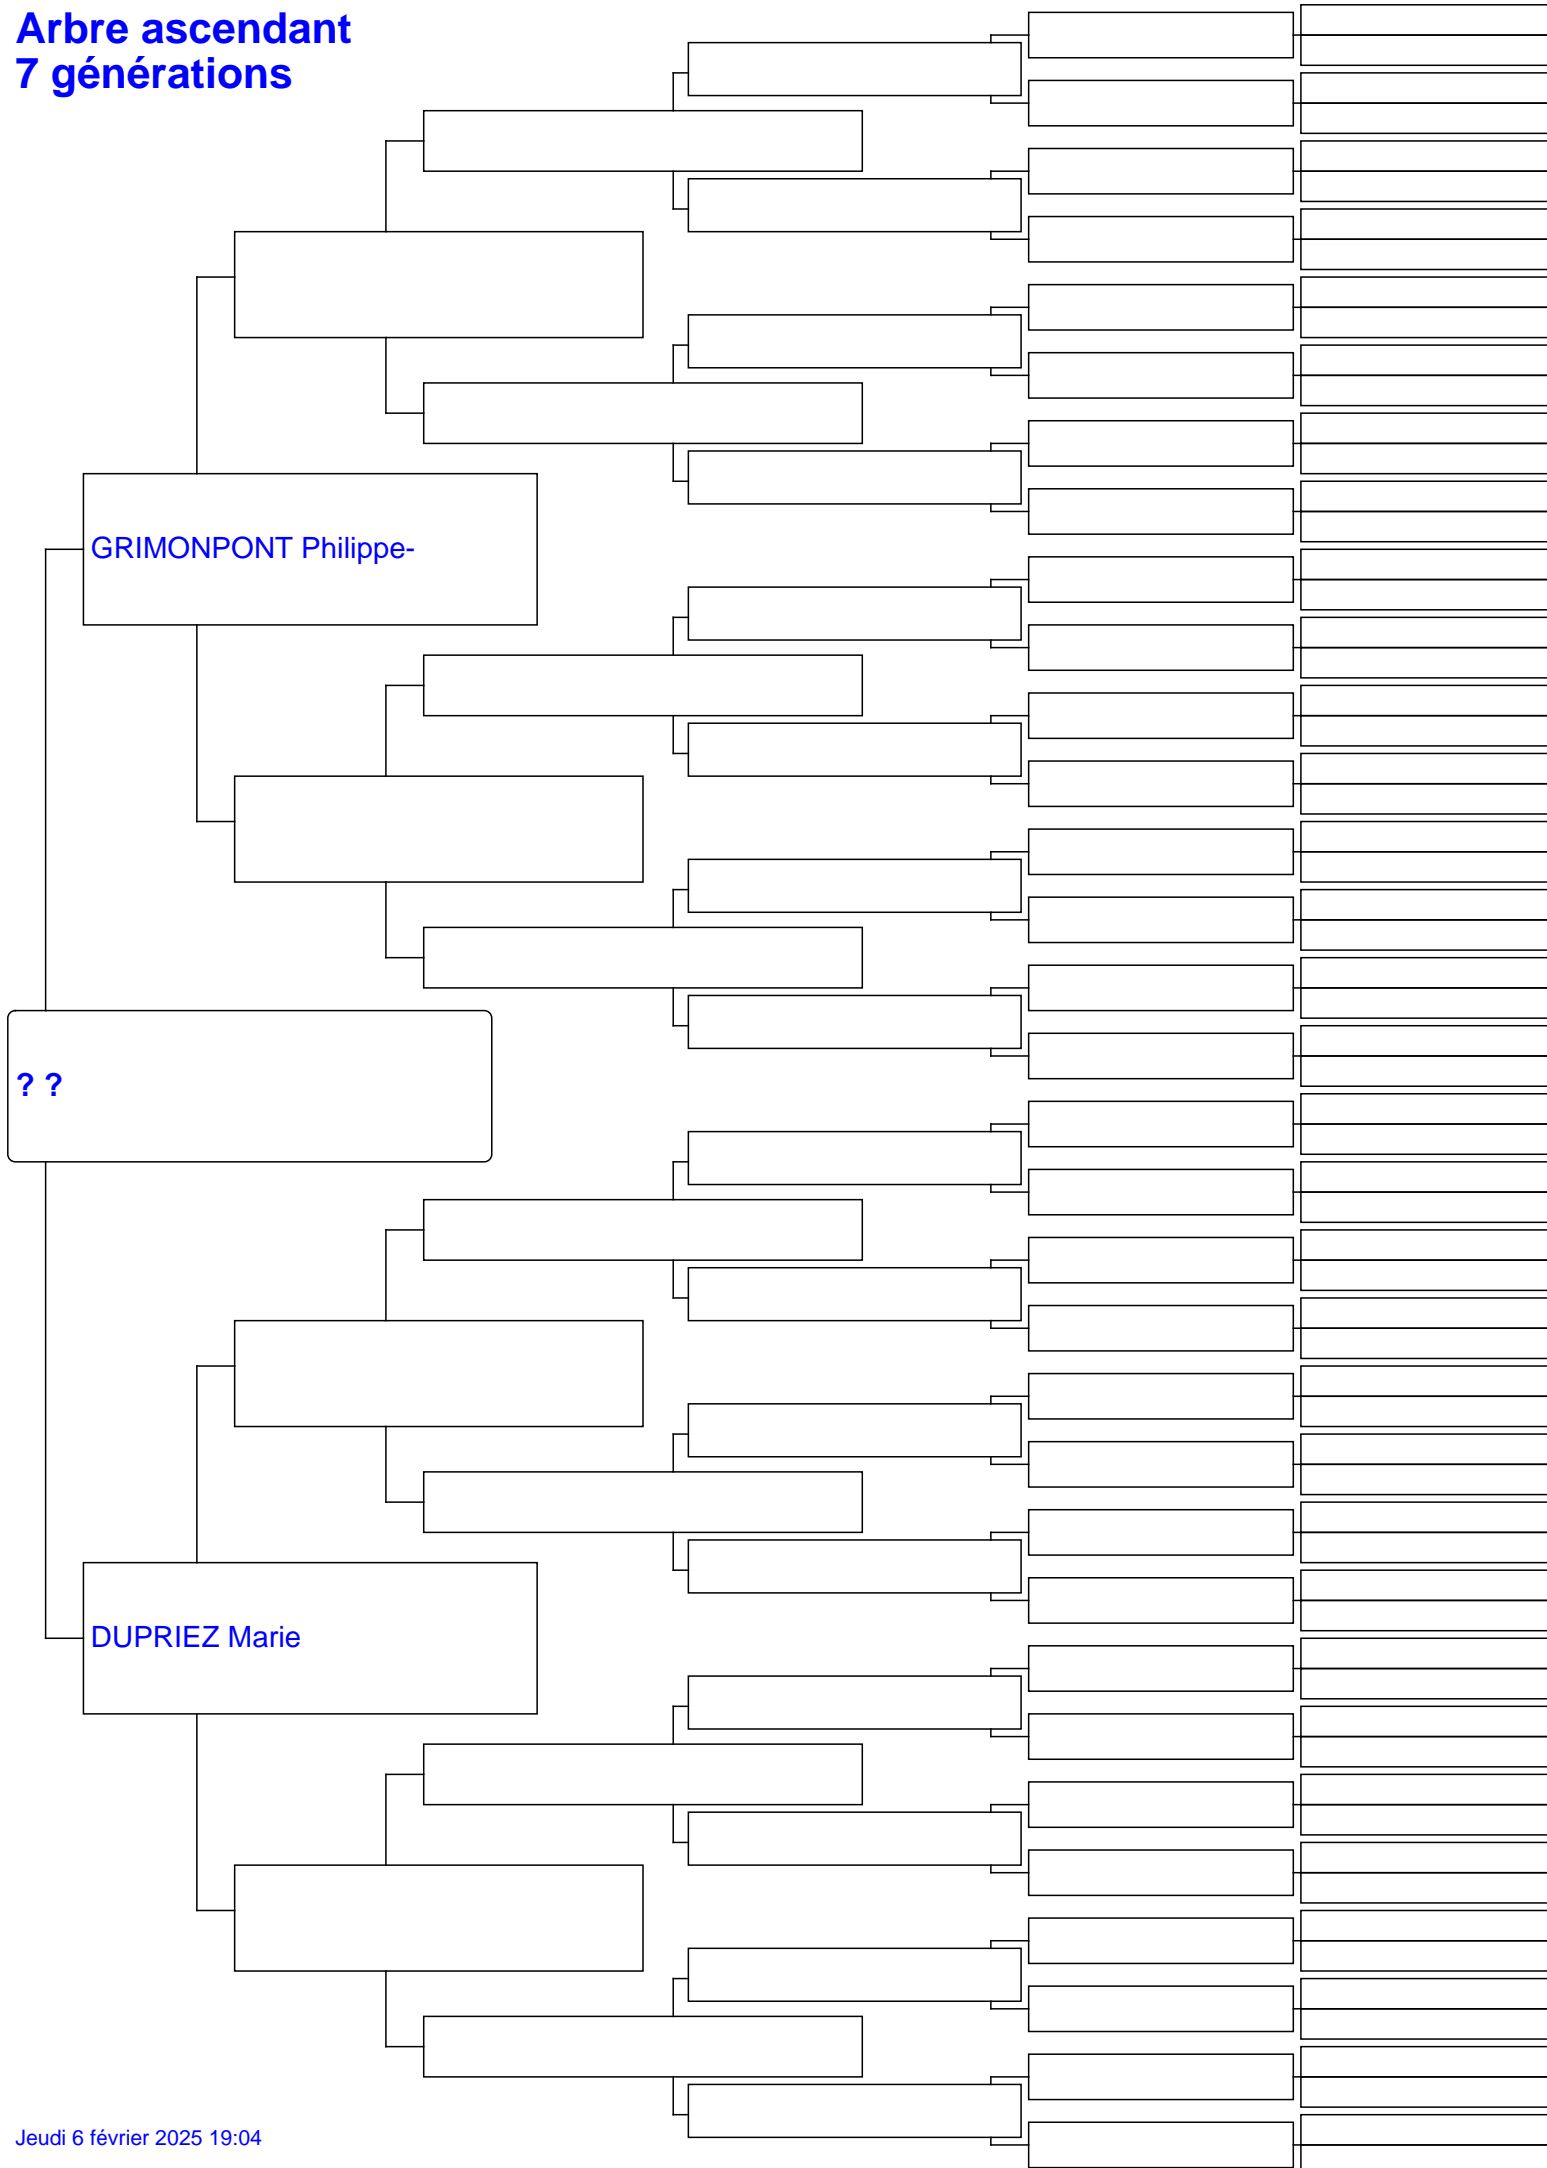 Arbre ascendant
7 générations
GRIMONPONT Philippe-
? ?
DUPRIEZ Marie
Jeudi 6 février 2025 19:04